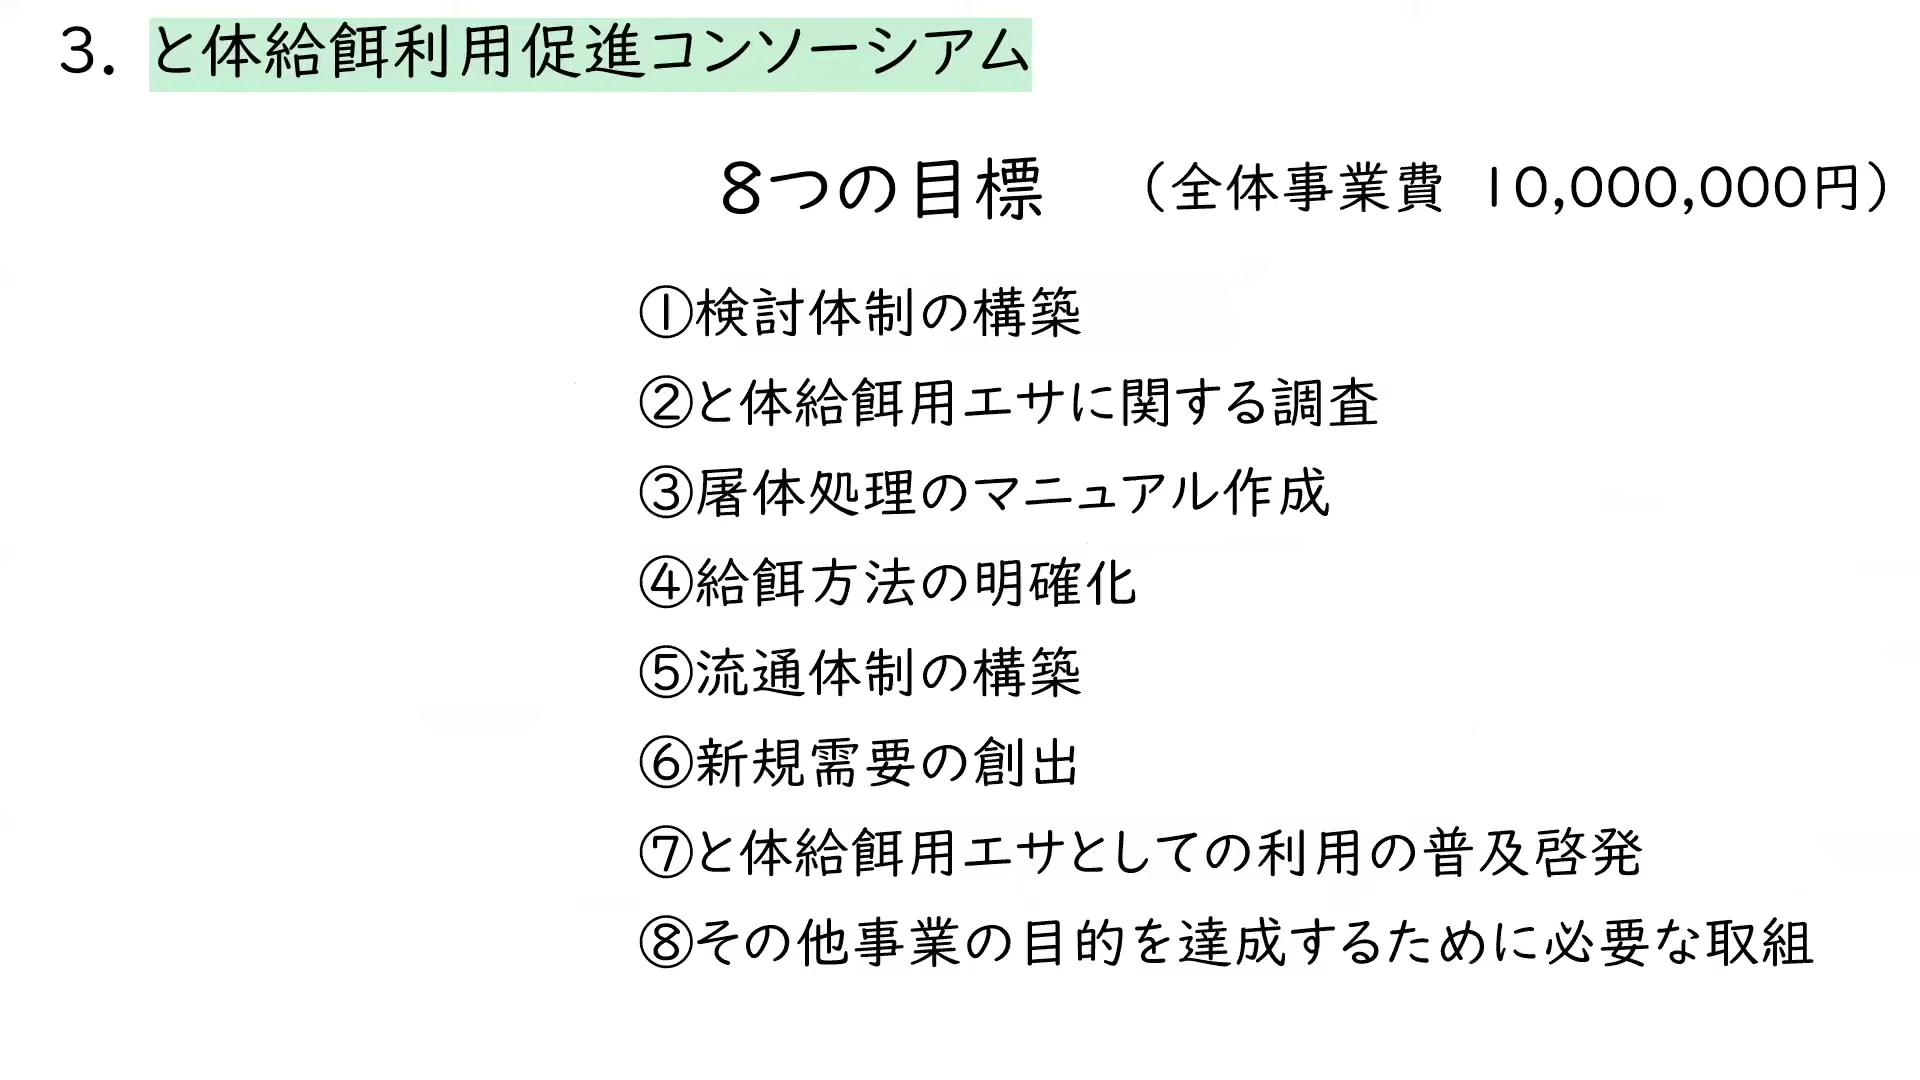 3. と体給餌利用促進コンソーシアム
8つの目標 （全体事業費 10,000,000円）
①検討体制の構築
②と体給餌用エサに関する調査
③屠体処理のマニュアル作成
④給餌方法の明確化
⑤流通体制の構築
⑥新規需要の創出
⑦と体給餌用エサとしての利用の普及啓発
⑧その他事業の目的を達成するために必要な取組